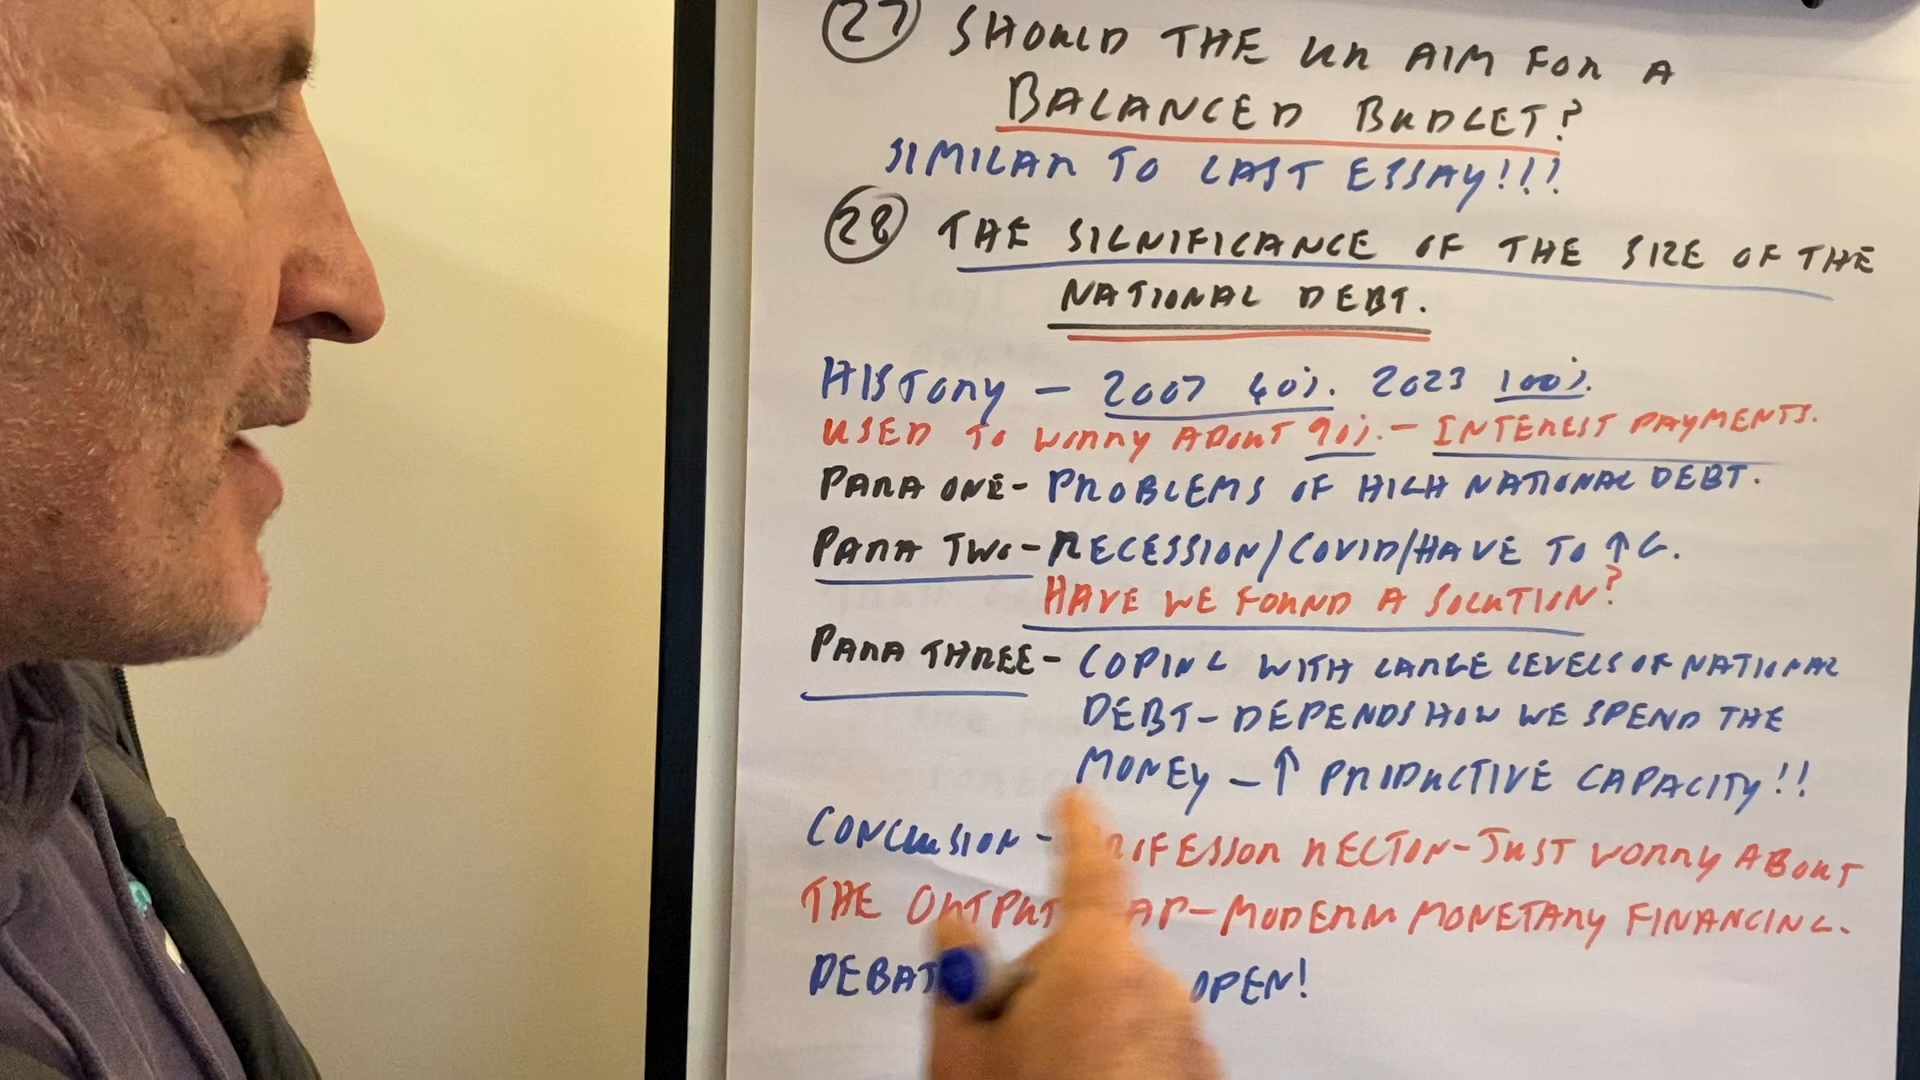 27 SHOULD THE UK AIM FOR A
BALANCED BUDGET?
SIMILAR TO LAST ESSAY!!!
28 THE SIGNIFICANCE OF THE SIZE OF THE
NATIONAL DEBT.
HISTORY - 2007 40%. 2023 100%.
USED TO WORRY ABOUT 90%. - INTEREST PAYMENTS.
PARA ONE - PROBLEMS OF HIGH NATIONAL DEBT.
PARA TWO - RECESSION/COVID/HAVE TO ↑ G.
HAVE WE FOUND A SOLUTION?
PARA THREE - COPING WITH LARGE LEVELS OF NATIONAL
DEBT - DEPENDS HOW WE SPEND THE
MONEY - ↑ PRODUCTIVE CAPACITY!!
CONCLUSION - PROFESSOR RECTOR - JUST WORRY ABOUT
THE OUTPUT GAP - MODERN MONETARY FINANCING.
OPEN!